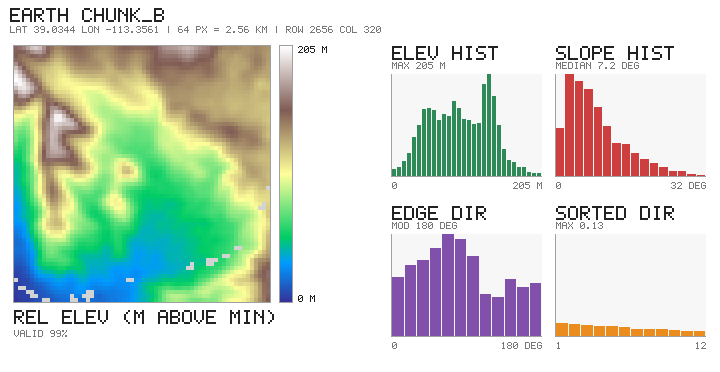 EARTH CHUNK_B
LAT 39.0344 LON -113.3561 | 64 PX = 2.56 KM | ROW 2656 COL 320
205 M
0 M
REL ELEV (M ABOVE MIN)
VALID 99%
ELEV HIST
MAX 205 M
0 205 M
SLOPE HIST
MEDIAN 7.2 DEG
0 32 DEG
EDGE DIR
MOD 180 DEG
0 180 DEG
SORTED DIR
MAX 0.13
1 12